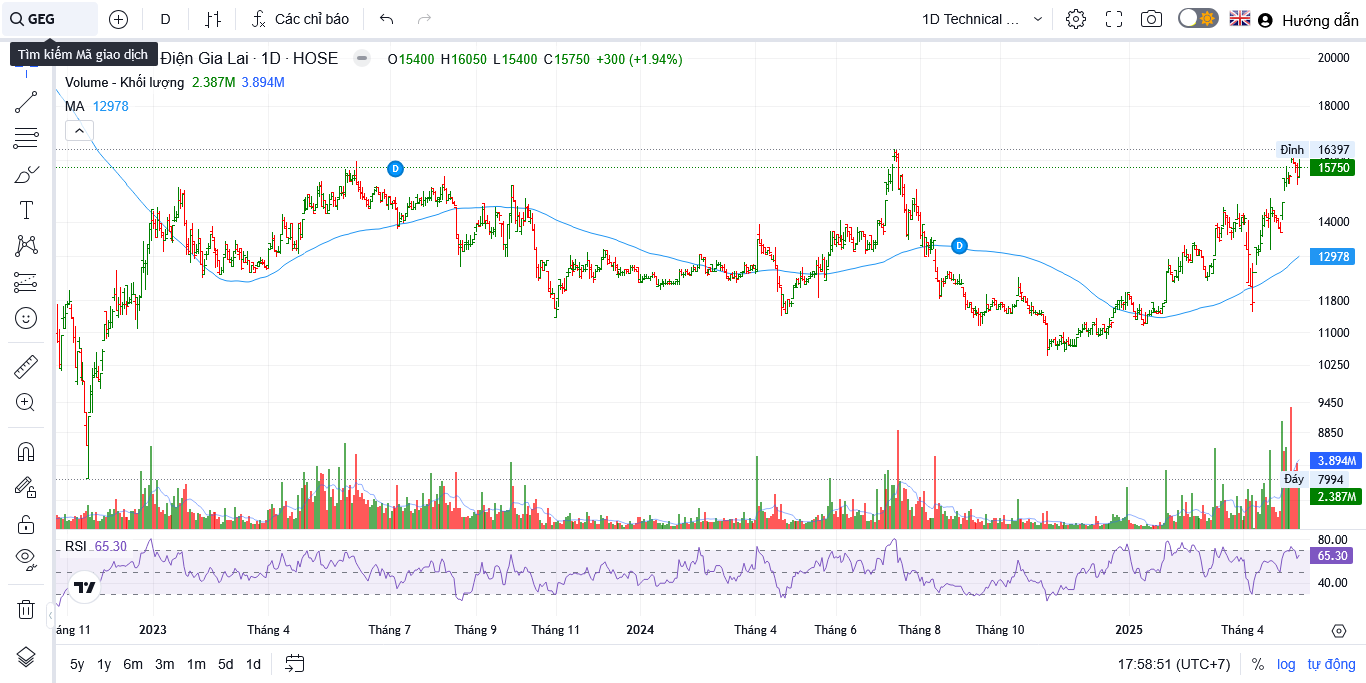 GEG D Các chỉ báo 1D Technical ... Hướng dẫn
Tìm kiếm Mã giao dịch
Điện Gia Lai · 1D · HOSE O15400 H16050 L15400 C15750 +300 (+1.94%)
Volume - Khối lượng 2.387M 3.894M
MA 12978
20000
18000
Đỉnh 16397
15750
D
14000
D
12978
11800
11000
10250
9450
8850
3.894M
Đáy 7994
2.387M
RSI 65.30
80.00
65.30
40.00
áng 11 2023 Tháng 4 Tháng 7 Tháng 9 Tháng 11 2024 Tháng 4 Tháng 6 Tháng 8 Tháng 10 2025 Tháng 4
5y 1y 6m 3m 1m 5d 1d 17:58:51 (UTC+7) % log tự động